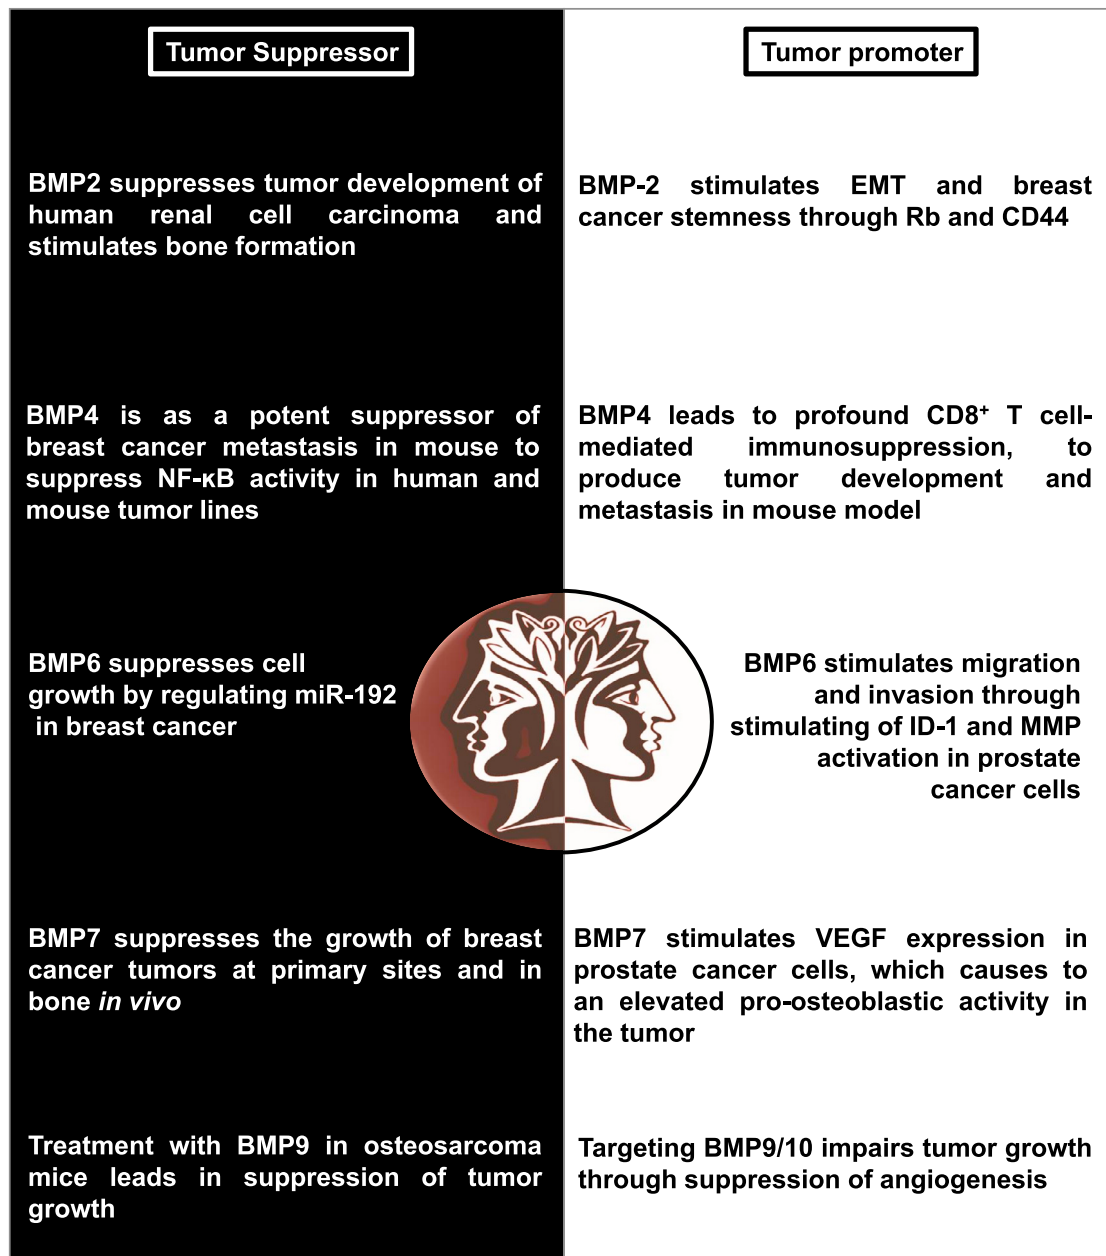 Tumor Suppressor
Tumor promoter
BMP2 suppresses tumor development of
human renal cell carcinoma and
stimulates bone formation
BMP-2 stimulates EMT and breast
cancer stemness through Rb and CD44
BMP4 is as a potent suppressor of
breast cancer metastasis in mouse to
suppress NF-κB activity in human and
mouse tumor lines
BMP4 leads to profound CD8⁺ T cell-
mediated immunosuppression, to
produce tumor development and
metastasis in mouse model
BMP6 suppresses cell
growth by regulating miR-192
in breast cancer
BMP6 stimulates migration
and invasion through
stimulating of ID-1 and MMP
activation in prostate
cancer cells
BMP7 suppresses the growth of breast
cancer tumors at primary sites and in
bone in vivo
BMP7 stimulates VEGF expression in
prostate cancer cells, which causes to
an elevated pro-osteoblastic activity in
the tumor
Treatment with BMP9 in osteosarcoma
mice leads in suppression of tumor
growth
Targeting BMP9/10 impairs tumor growth
through suppression of angiogenesis